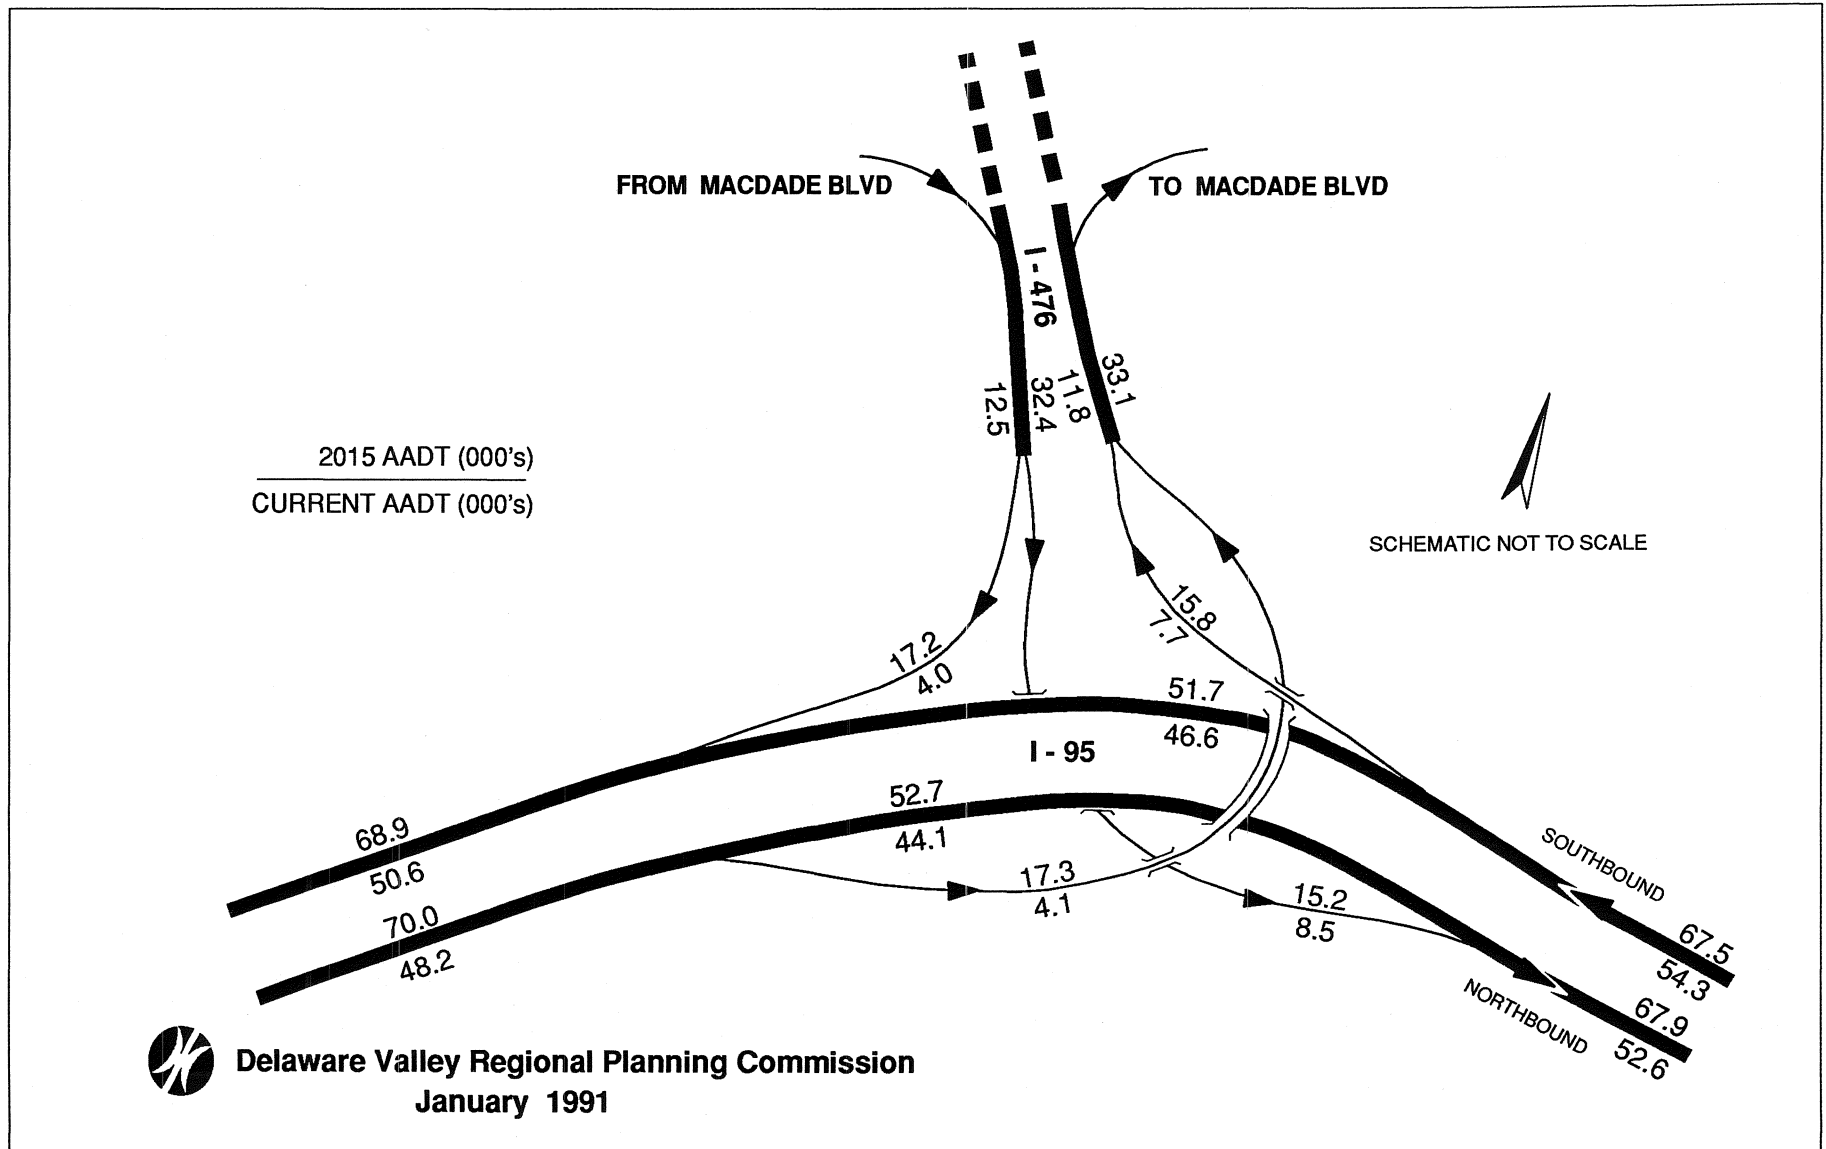 FROM MACDADE BLVD
TO MACDADE BLVD
I - 476
12.5
32.4
11.8
33.1
2015 AADT (000's)
CURRENT AADT (000's)
SCHEMATIC NOT TO SCALE
15.8
7.7
17.2
4.0
51.7
46.6
I - 95
52.7
44.1
68.9
50.6
70.0
48.2
17.3
4.1
15.2
8.5
SOUTHBOUND
67.5
54.3
NORTHBOUND
67.9
52.6
Delaware Valley Regional Planning Commission
January 1991